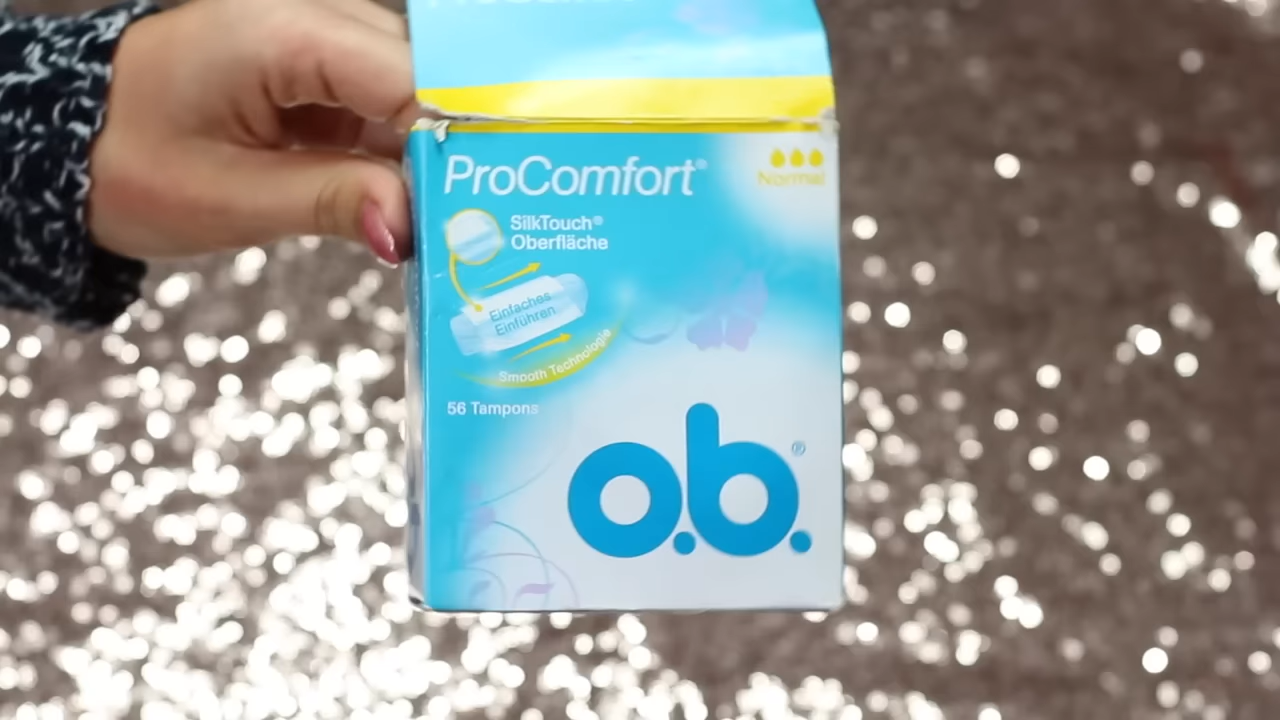 ProComfort®
Normal
SilkTouch®
Oberfläche
Einfaches
Einführen
Smooth Technologie
56 Tampons
o.b.®